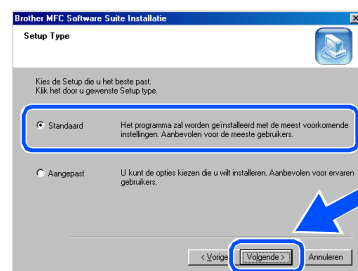 Brother MFC Software Suite Installatie
Setup Type
Kies de Setup die u het beste past.
Klik het door u gewenste Setup type.
Standaard
Het programma zal worden geïnstalleerd met de meest voorkomende
instellingen. Aanbevolen voor de meeste gebruikers.
Aangepast
U kunt de opties kiezen die u wilt installeren. Aanbevolen voor ervaren
gebruikers.
< Vorige
Volgende >
Annuleren